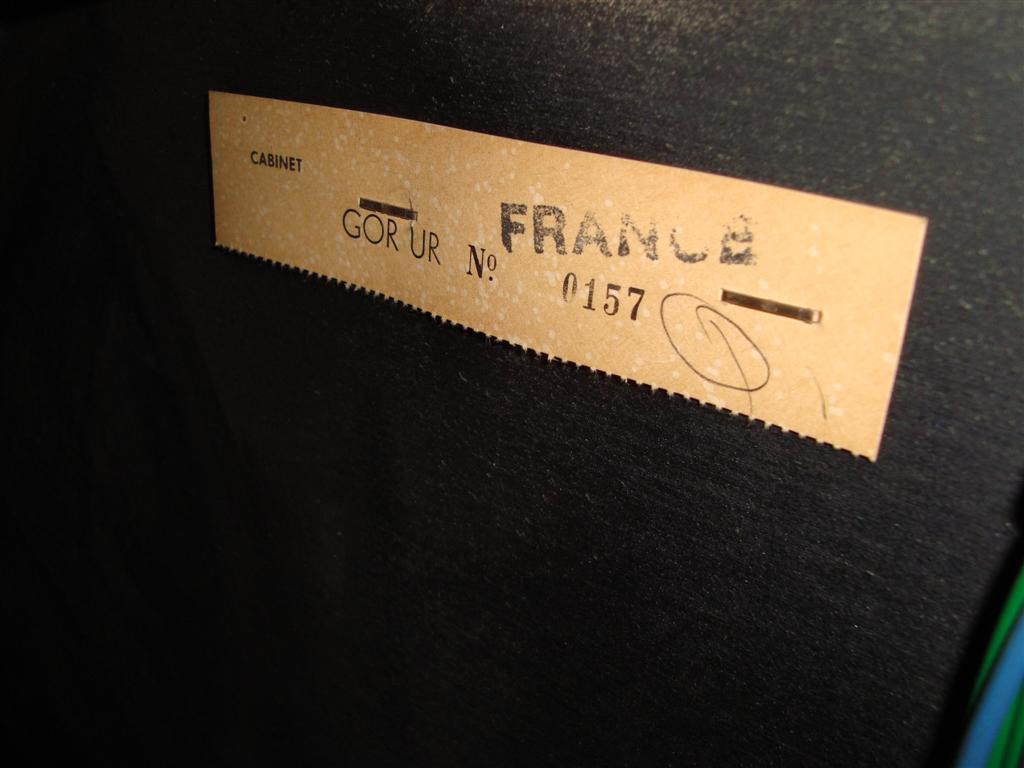 CABINET
FRANCE
GOR UR
Nº 0157